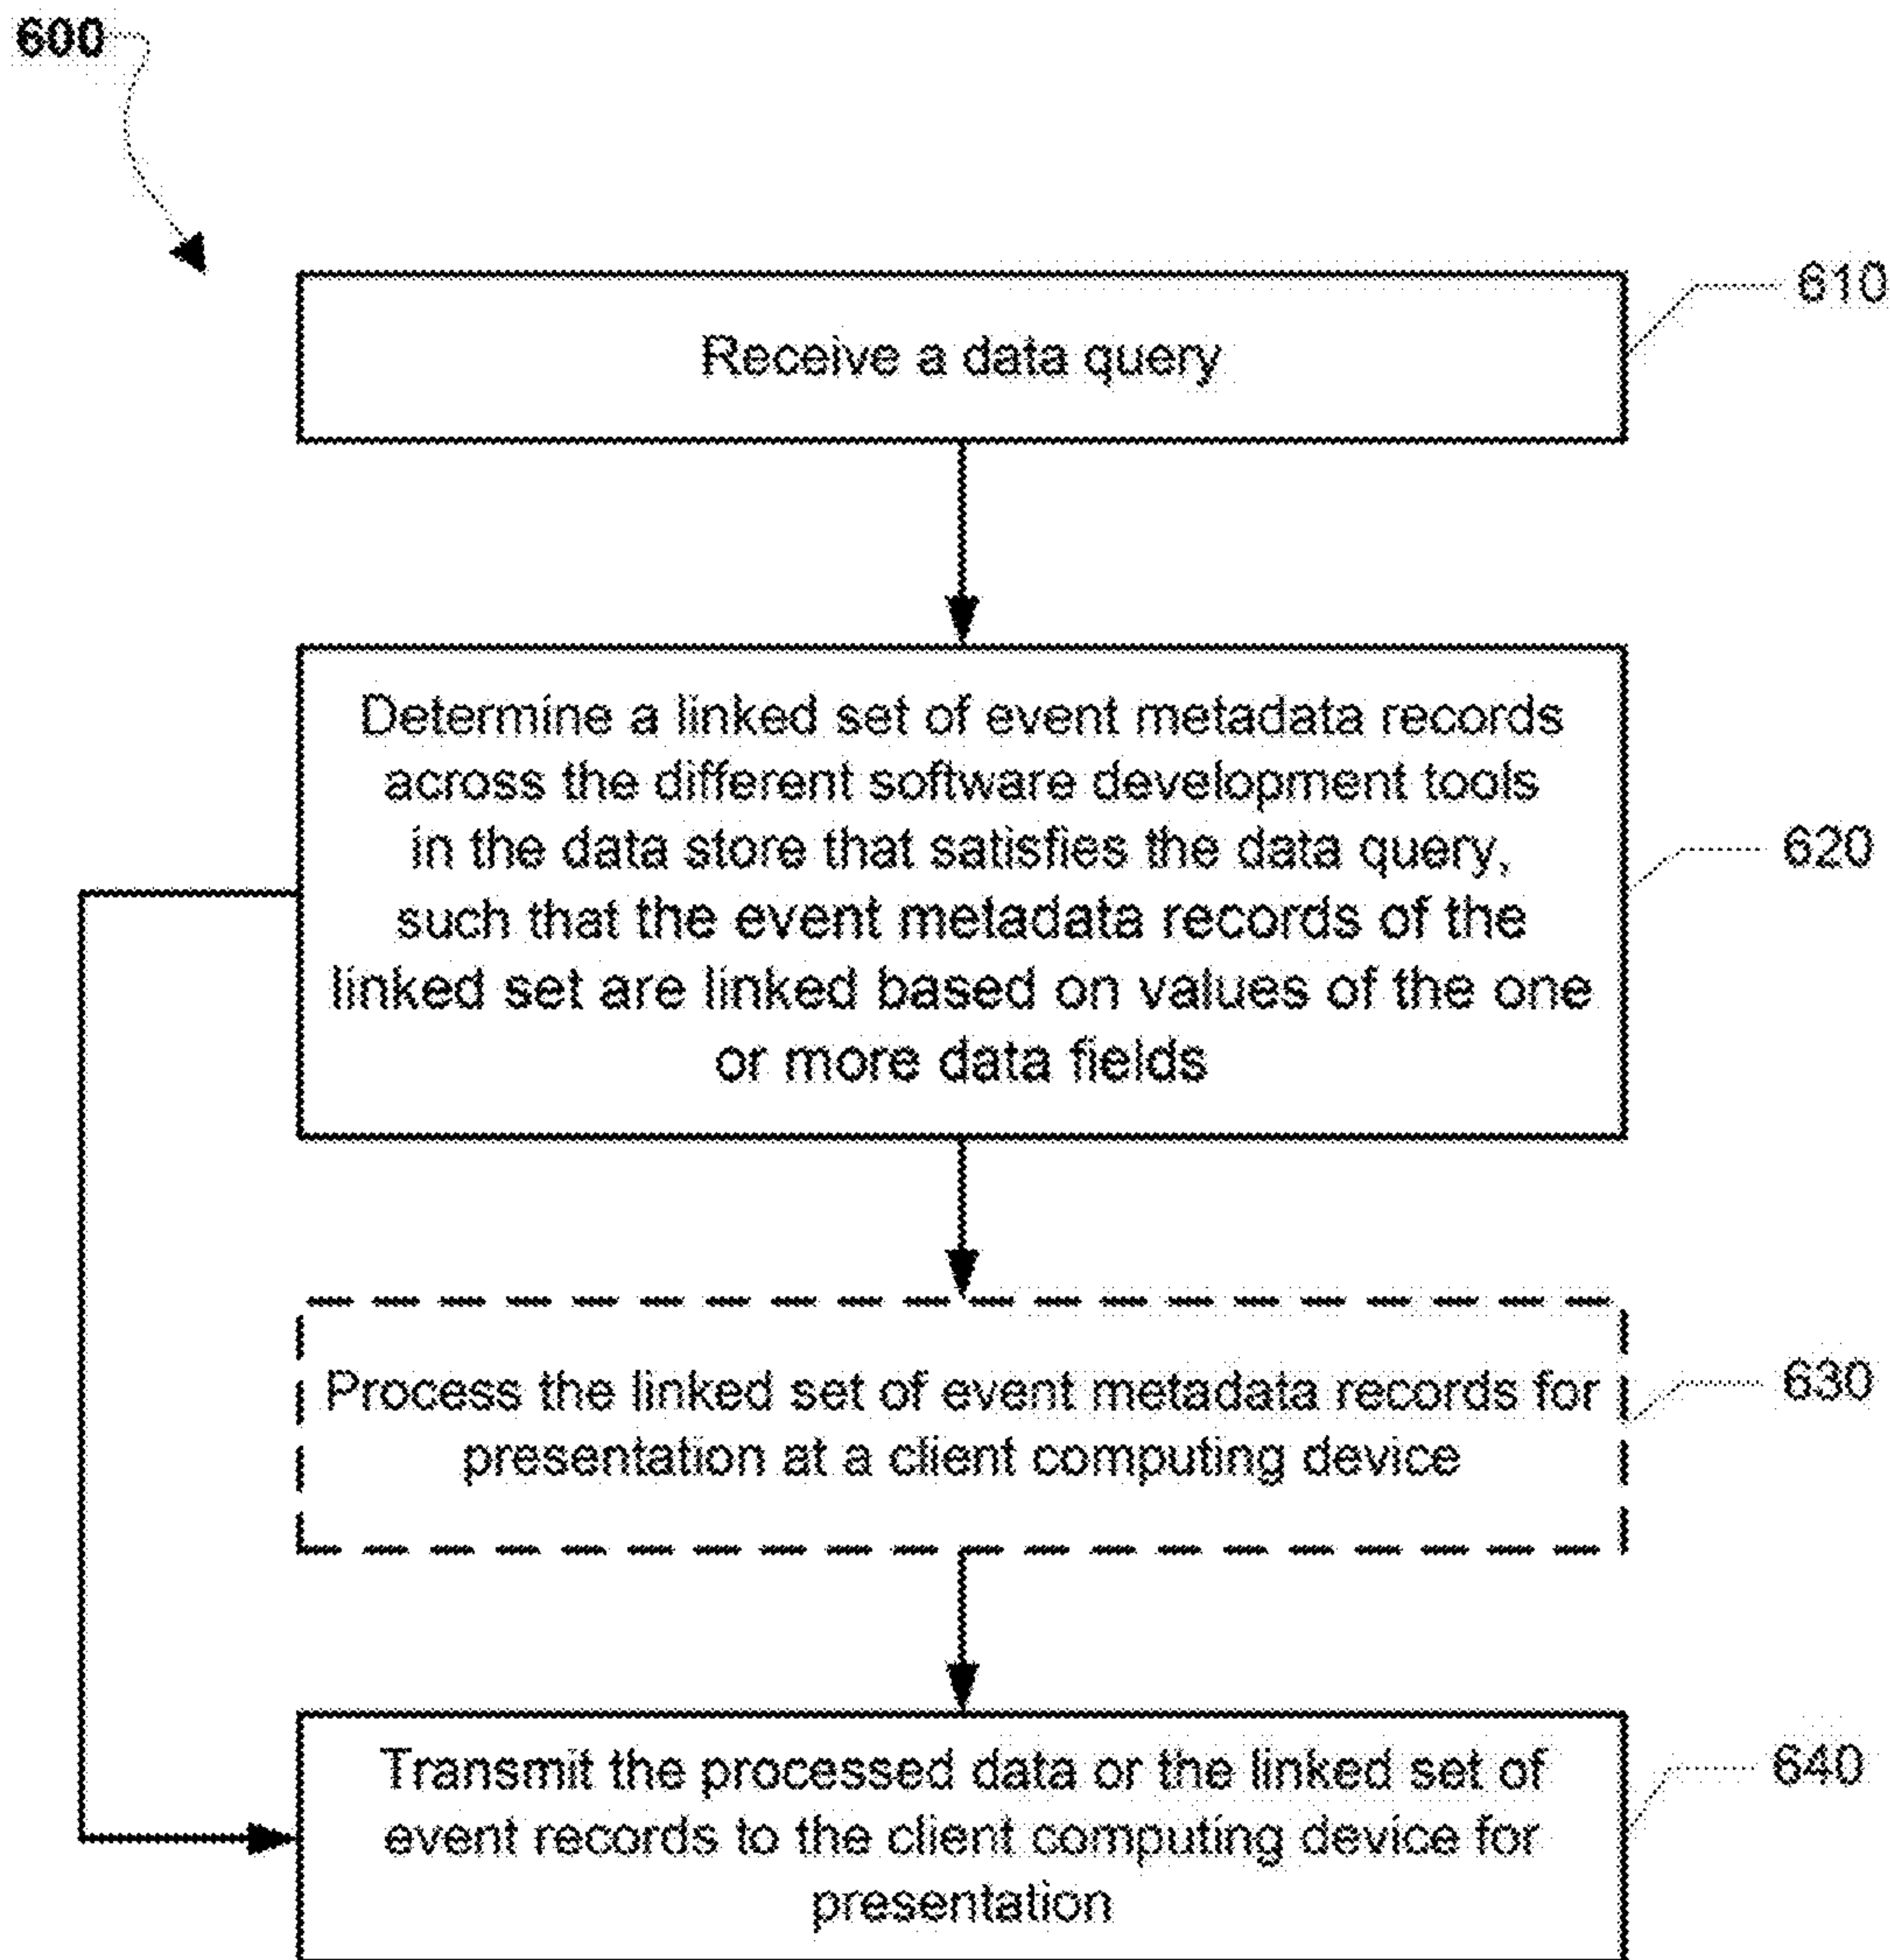 600
610
Receive a data query
Determine a linked set of event metadata records
across the different software development tools
in the data store that satisfies the data query,
620
such that the event metadata records of the
linked set are linked based on values of the one
or more data fields
Process the linked set of event metadata records for
630
presentation at a client computing device
Transmit the processed data or the linked set of
640
event records to the client computing device for
presentation